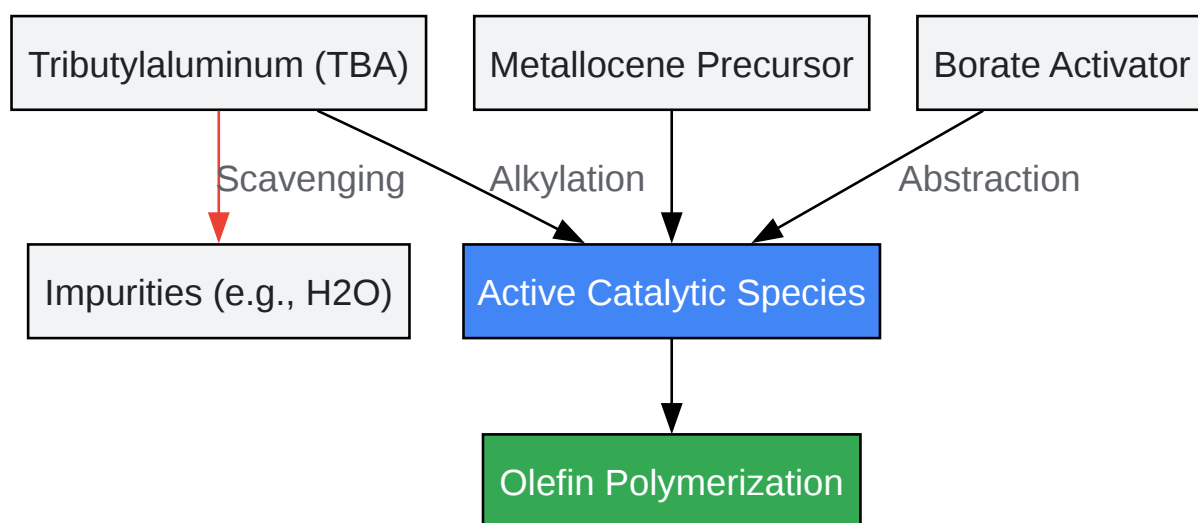 Tributylaluminum (TBA)
Metallocene Precursor
Borate Activator
Scavenging
Alkylation
Abstraction
Impurities (e.g., H2O)
Active Catalytic Species
Olefin Polymerization